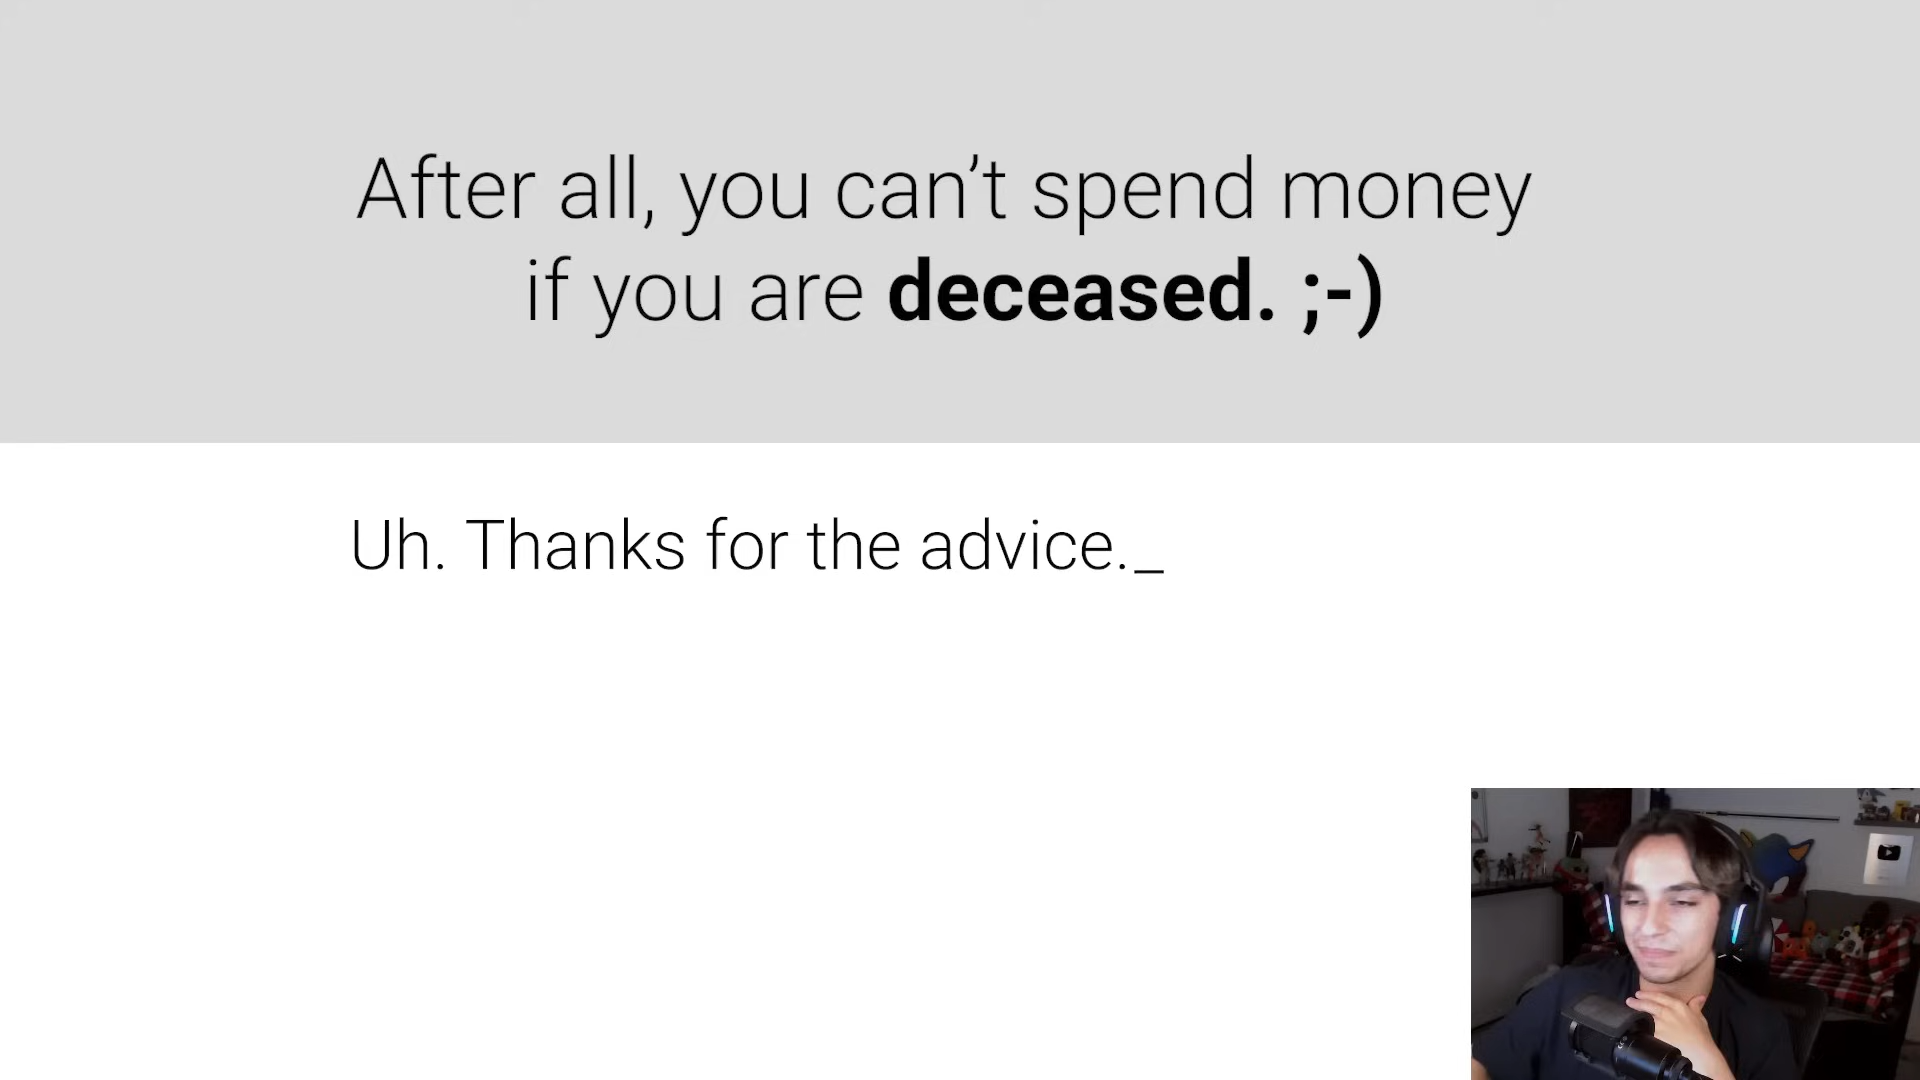 After all, you can’t spend money
if you are deceased. ;-)
Uh. Thanks for the advice._